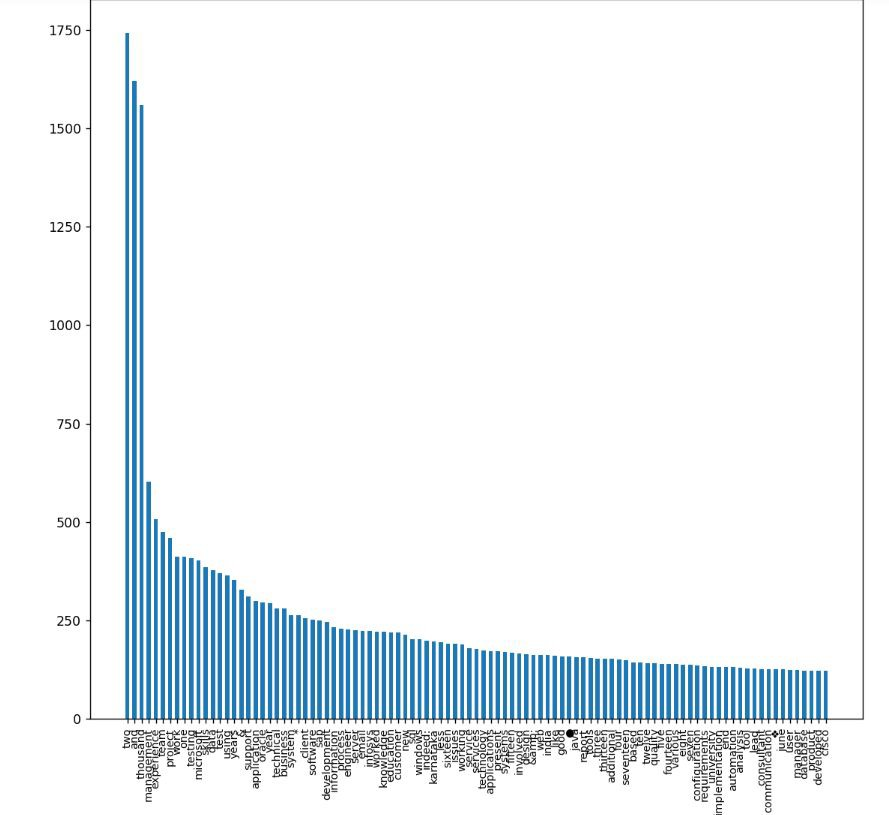 1750
1500
1250
1000
750
500
250
0
two
and
thousand
management
experience
team
project
work
one
testing
microsoft
skills
data
test
using
years
&
support
application
oracle
year
technical
business
system
*
client
software
sap
development
information
process
engineer
server
email
infosys
worked
knowledge
education
customer
new
sql
windows
indeed:
karnataka
less
sixteen
issues
working
service
services
technology
applications
present
systems
fifteen
involved
design
&amp;
web
india
like
good
●
java
report
tools
three
thirteen
additional
hun
seventeen
based
ten
twelve
quality
five
fourteen
various
eight
seven
configuration
requirements
university
implementation
end
automation
analysis
tool
lead
consultant
communication
❖
june
user
manager
database
product
developed
cisco